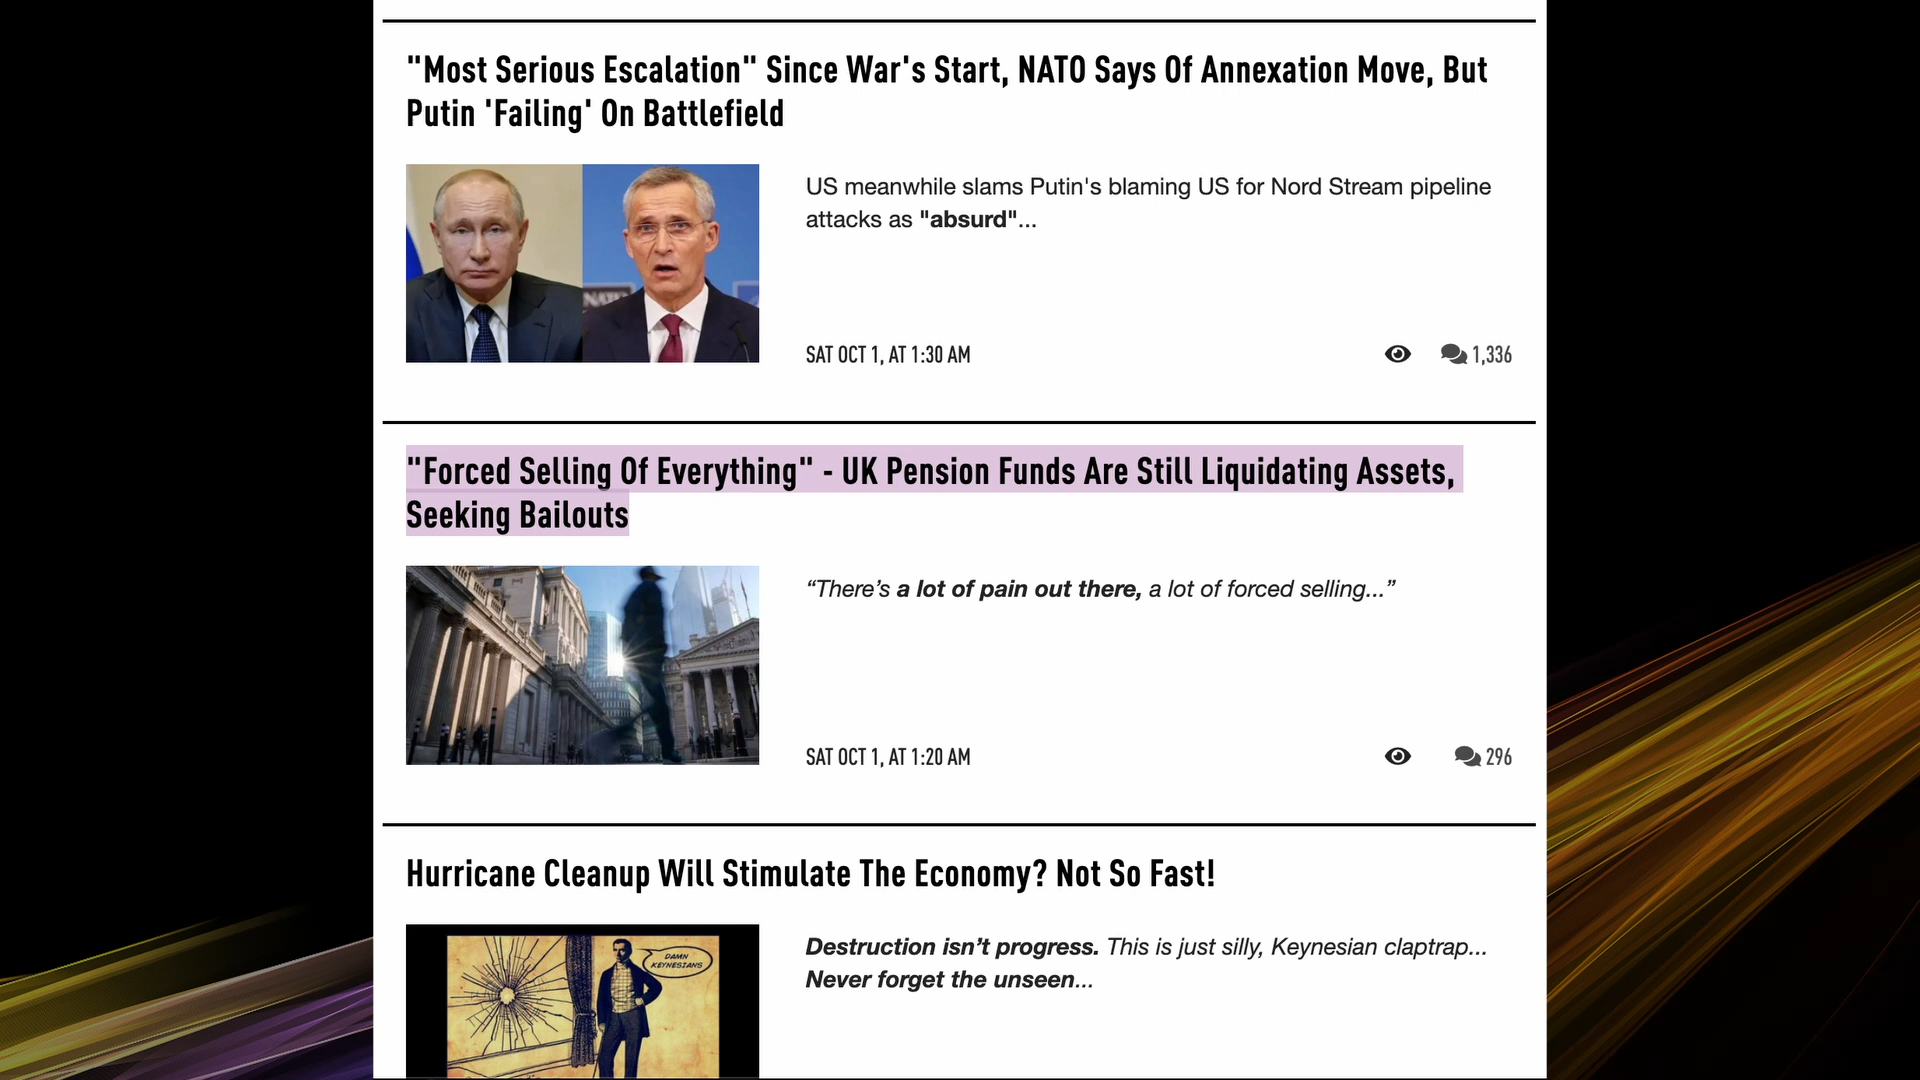 "Most Serious Escalation" Since War's Start, NATO Says Of Annexation Move, But
Putin 'Failing' On Battlefield
NATO
US meanwhile slams Putin's blaming US for Nord Stream pipeline
attacks as "absurd"...
SAT OCT 1, AT 1:30 AM
1,336
"Forced Selling Of Everything" - UK Pension Funds Are Still Liquidating Assets,
Seeking Bailouts
“There’s a lot of pain out there, a lot of forced selling...”
SAT OCT 1, AT 1:20 AM
296
Hurricane Cleanup Will Stimulate The Economy? Not So Fast!
DAMN
KEYNESIANS
Destruction isn’t progress. This is just silly, Keynesian claptrap...
Never forget the unseen...